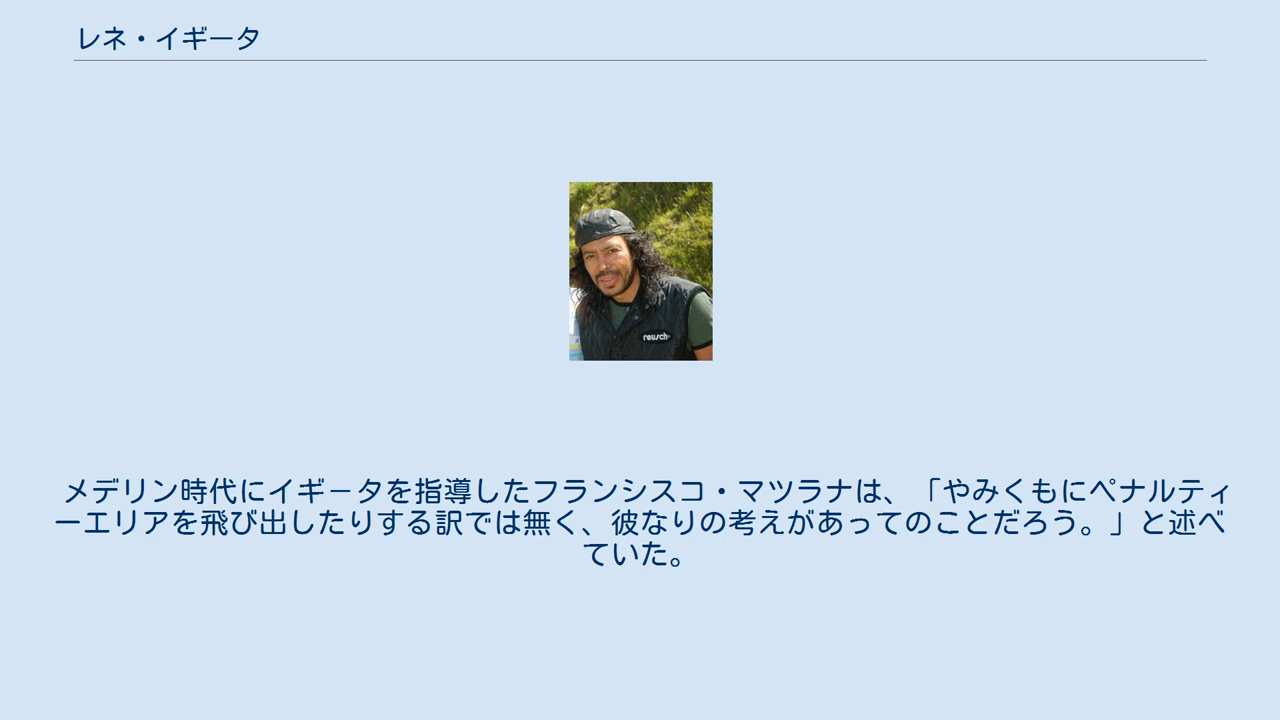 レネ・イギータ
reusch
メデリン時代にイギ－タを指導したフランシスコ・マツラナは、「やみくもにペナルティ
ーエリアを飛び出したりする訳では無く、彼なりの考えがあってのことだろう。」と述べ
ていた。